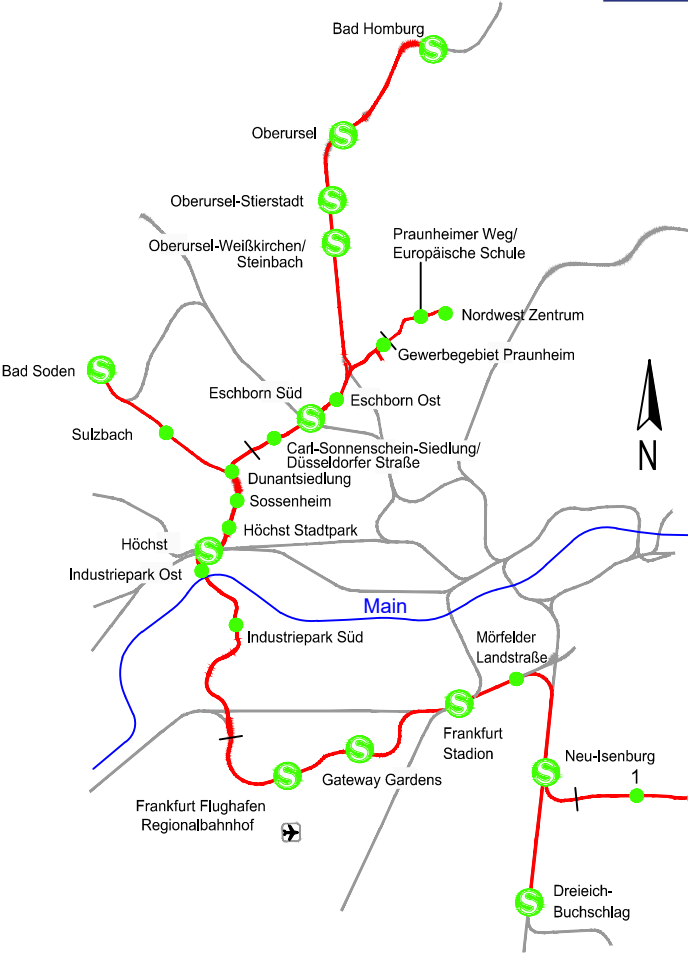 Bad Homburg
S
Oberursel
S
Oberursel-Stierstadt
S
Oberursel-Weißkirchen/
Steinbach
S
Praunheimer Weg/
Europäische Schule
Nordwest Zentrum
Gewerbegebiet Praunheim
Bad Soden
S
Eschborn Süd
S
Eschborn Ost
Sulzbach
Carl-Sonnenschein-Siedlung/
Düsseldorfer Straße
N
Dunantsiedlung
Sossenheim
Höchst Stadtpark
Höchst
S
Industriepark Ost
Main
Industriepark Süd
Mörfelder
Landstraße
S
Frankfurt
Stadion
S
Gateway Gardens
S
Frankfurt Flughafen
Regionalbahnhof
Neu-Isenburg
S
1
S
Dreieich-
Buchschlag